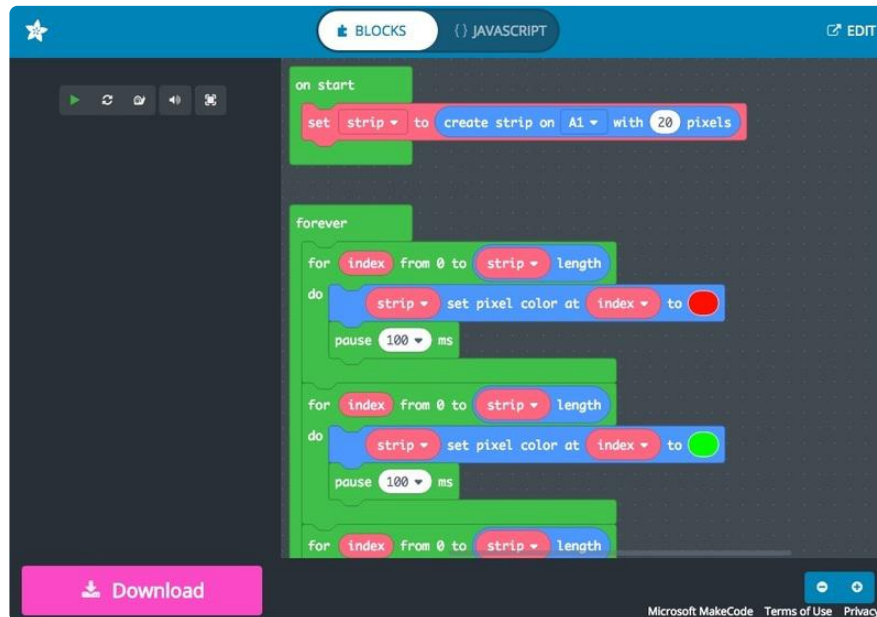 BLOCKS
{} JAVASCRIPT
EDIT
on start
set strip to create strip on A1 with 20 pixels
forever
for index from 0 to strip length
do
strip set pixel color at index to
pause 100 ms
for index from 0 to strip length
do
strip set pixel color at index to
pause 100 ms
for index from 0 to strip length
Download
Microsoft MakeCode Terms of Use Privacy